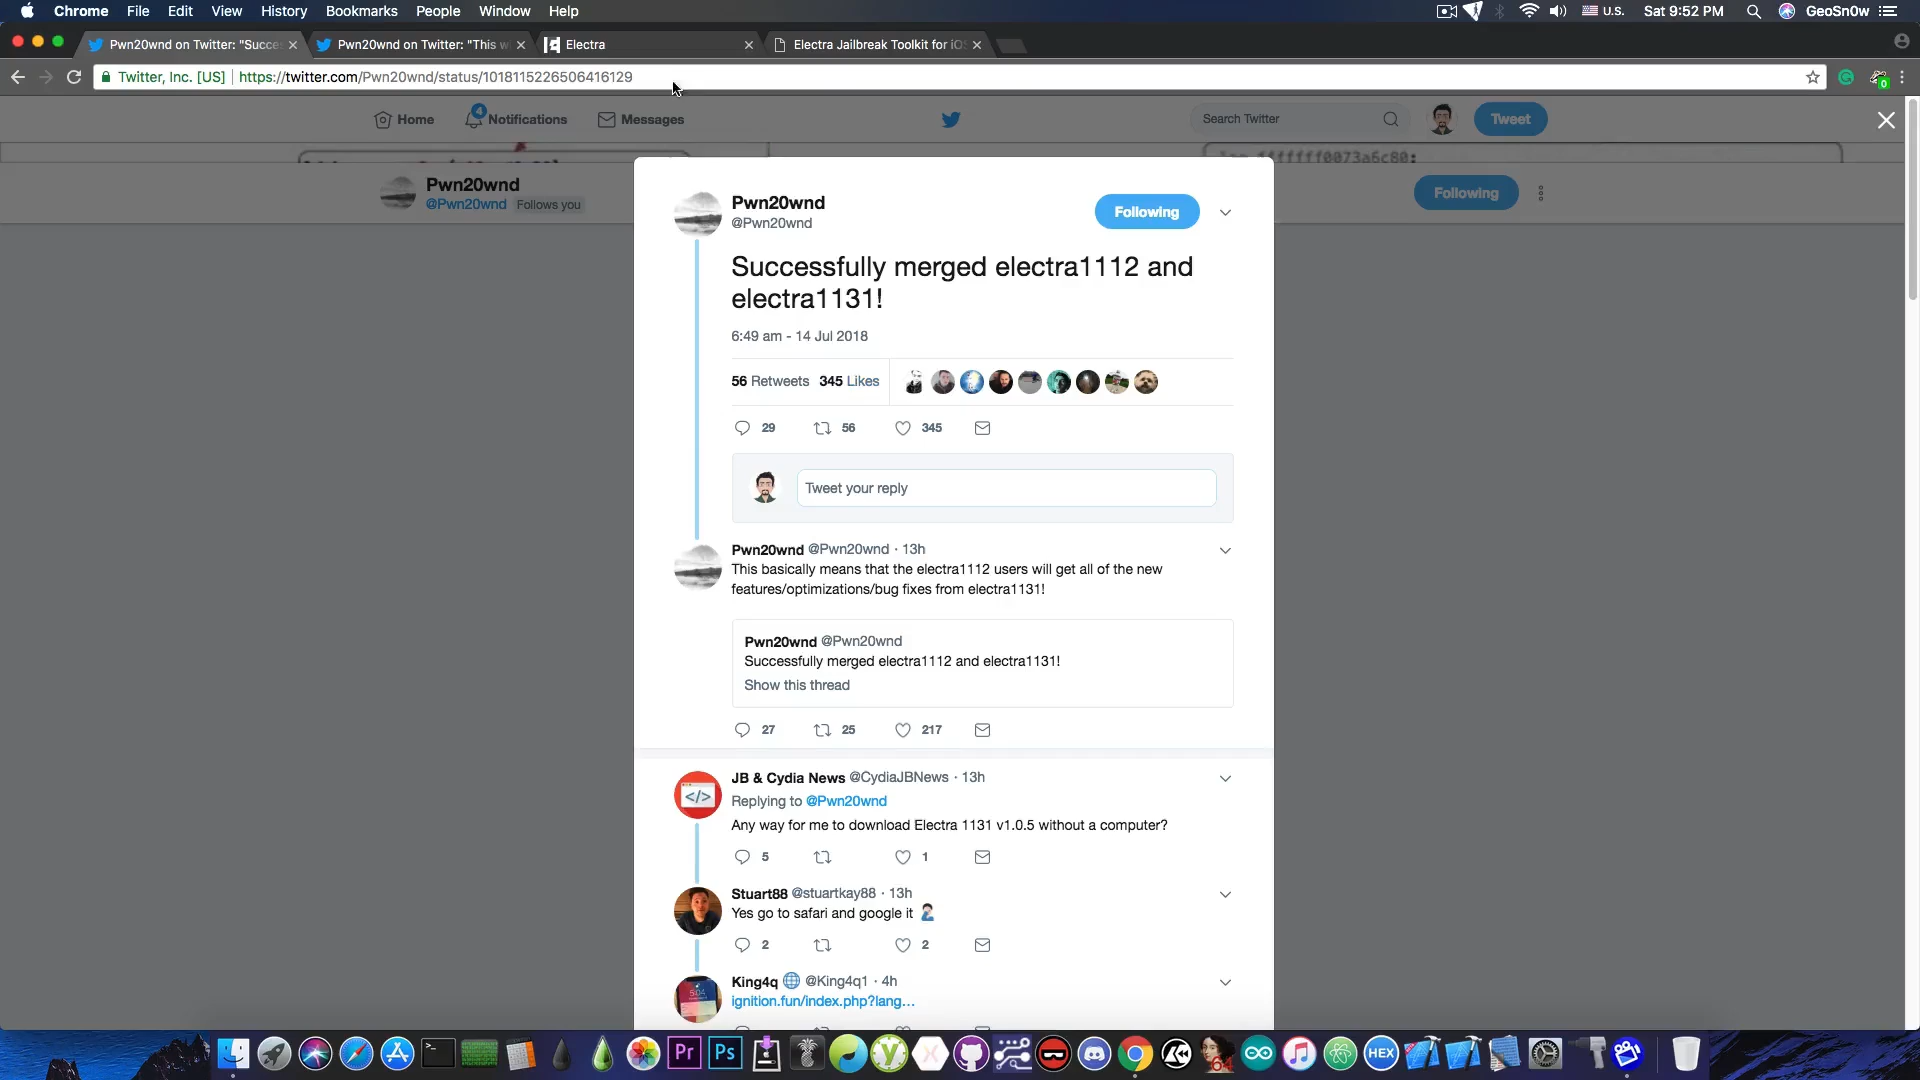 Chrome File Edit View History Bookmarks People Window Help
U.S. Sat 9:52 PM GeoSn0w
Pwn20wnd on Twitter: "Succes
Pwn20wnd on Twitter: "This w
Electra
Electra Jailbreak Toolkit for iOS
Twitter, Inc. [US] https://twitter.com/Pwn20wnd/status/1018115226506416129
0
Home 4 Notifications Messages Search Twitter Tweet
Pwn20wnd
@Pwn20wnd Follows you
Following
Pwn20wnd
@Pwn20wnd
Following
Successfully merged electra1112 and
electra1131!
6:49 am - 14 Jul 2018
56 Retweets 345 Likes
29 56 345
Tweet your reply
Pwn20wnd @Pwn20wnd · 13h
This basically means that the electra1112 users will get all of the new
features/optimizations/bug fixes from electra1131!
Pwn20wnd @Pwn20wnd
Successfully merged electra1112 and electra1131!
Show this thread
27 25 217
JB & Cydia News @CydiaJBNews · 13h
Replying to @Pwn20wnd
Any way for me to download Electra 1131 v1.0.5 without a computer?
5 1
Stuart88 @stuartkay88 · 13h
Yes go to safari and google it
2 2
King4q @King4q1 · 4h
ignition.fun/index.php?lang...
Pr Ps HEX